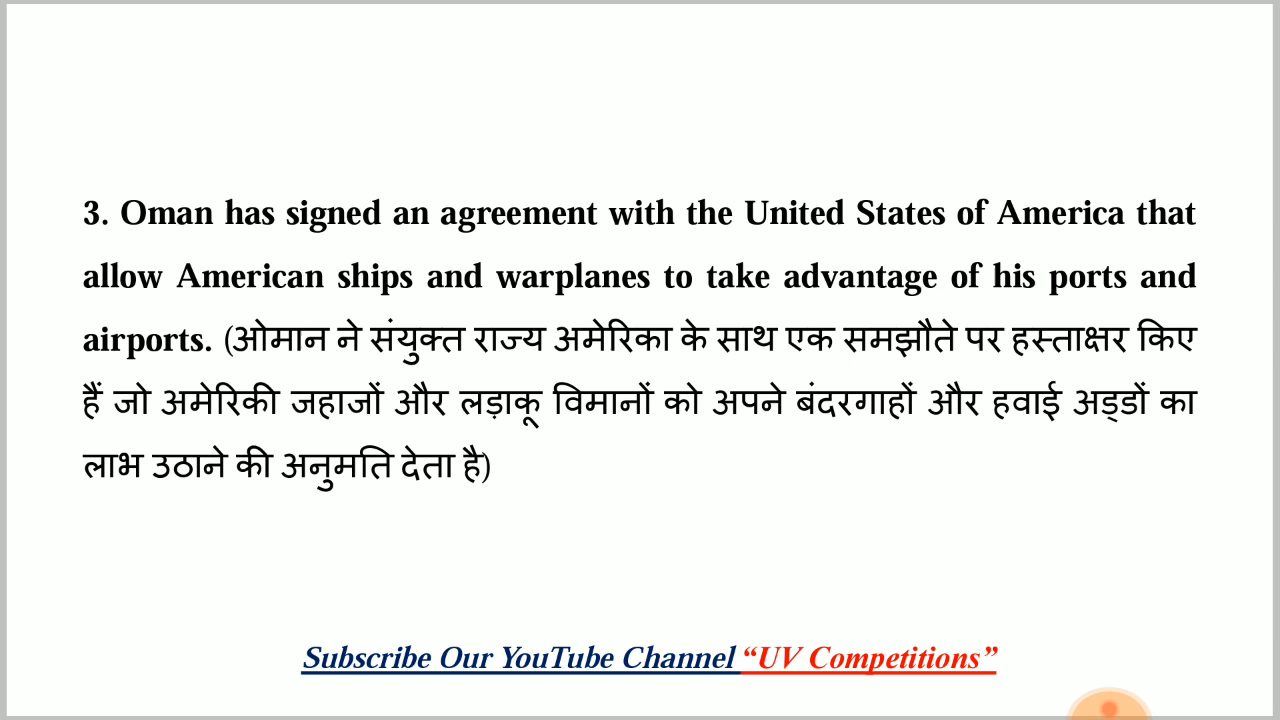 3. Oman has signed an agreement with the United States of America that
allow American ships and warplanes to take advantage of his ports and
airports. (ओमान ने संयुक्त राज्य अमेरिका के साथ एक समझौते पर हस्ताक्षर किए
हैं जो अमेरिकी जहाजों और लड़ाकू विमानों को अपने बंदरगाहों और हवाई अड्डों का
लाभ उठाने की अनुमति देता है)
Subscribe Our YouTube Channel “UV Competitions”